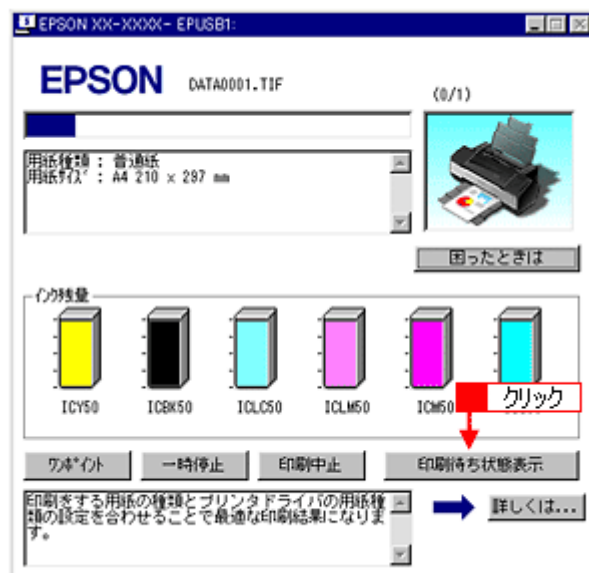 EPSON XX-XXXX- EPUSB1:
EPSON DATA0001.TIF
(0/1)
用紙種類 : 普通紙
用紙ｻｲｽﾞ : A4 210 x 297 mm
困ったときは
ｲﾝｸ残量
ICY50 ICBK50 ICLC50 ICLM50 ICM50
クリック
ﾜﾝﾎﾟｲﾝﾄ 一時停止 印刷中止 印刷待ち状態表示
印刷をする用紙の種類とプリンタドライバの用紙種
類の設定を合わせることで最適な印刷結果になりま
す。
詳しくは...